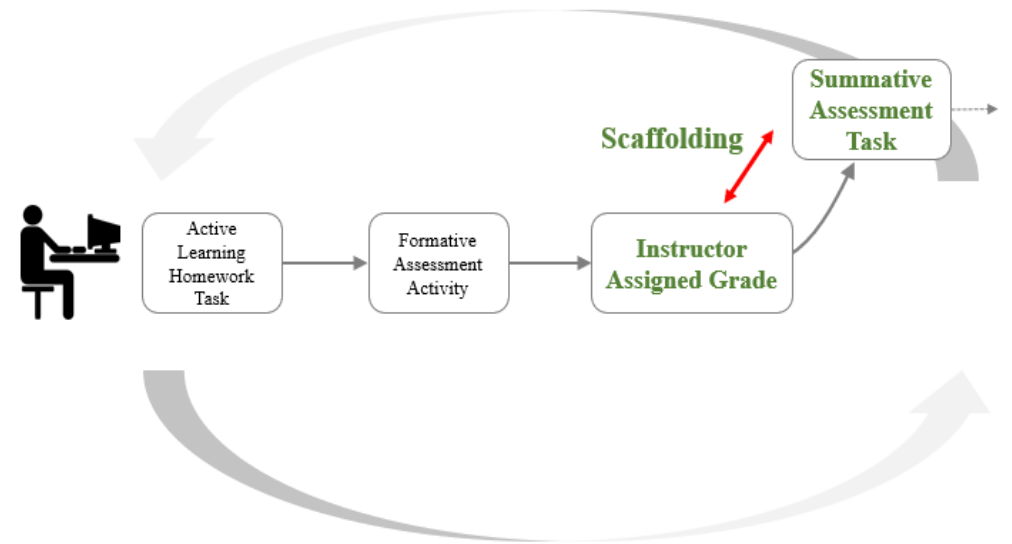 Active
Learning
Homework
Task
Formative
Assessment
Activity
Instructor
Assigned Grade
Scaffolding
Summative
Assessment
Task